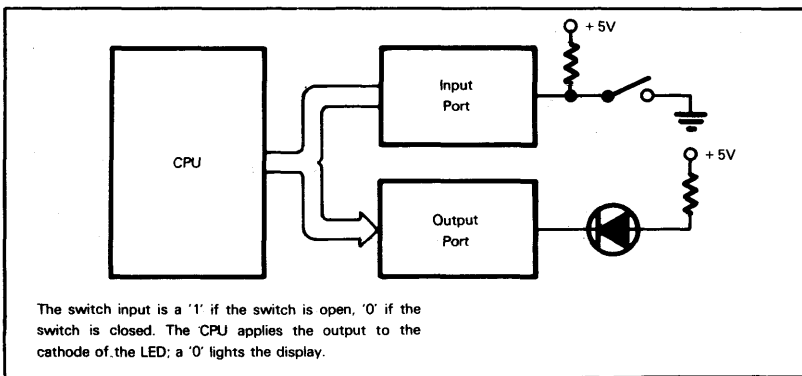 + 5V
Input
Port
CPU
+ 5V
Output
Port
The switch input is a '1' if the switch is open, '0' if the
switch is closed. The CPU applies the output to the
cathode of the LED; a '0' lights the display.